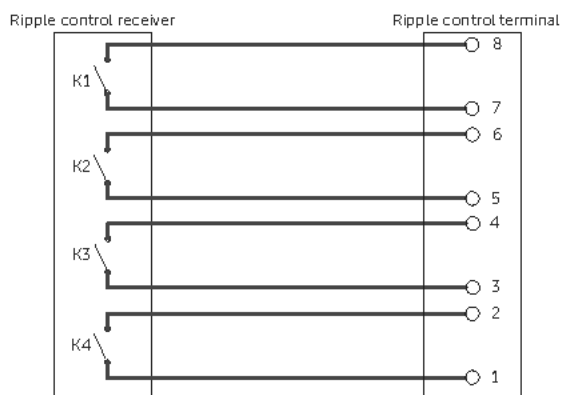 Ripple control receiver
Ripple control terminal
8
K1
7
6
K2
5
4
K3
3
2
K4
1